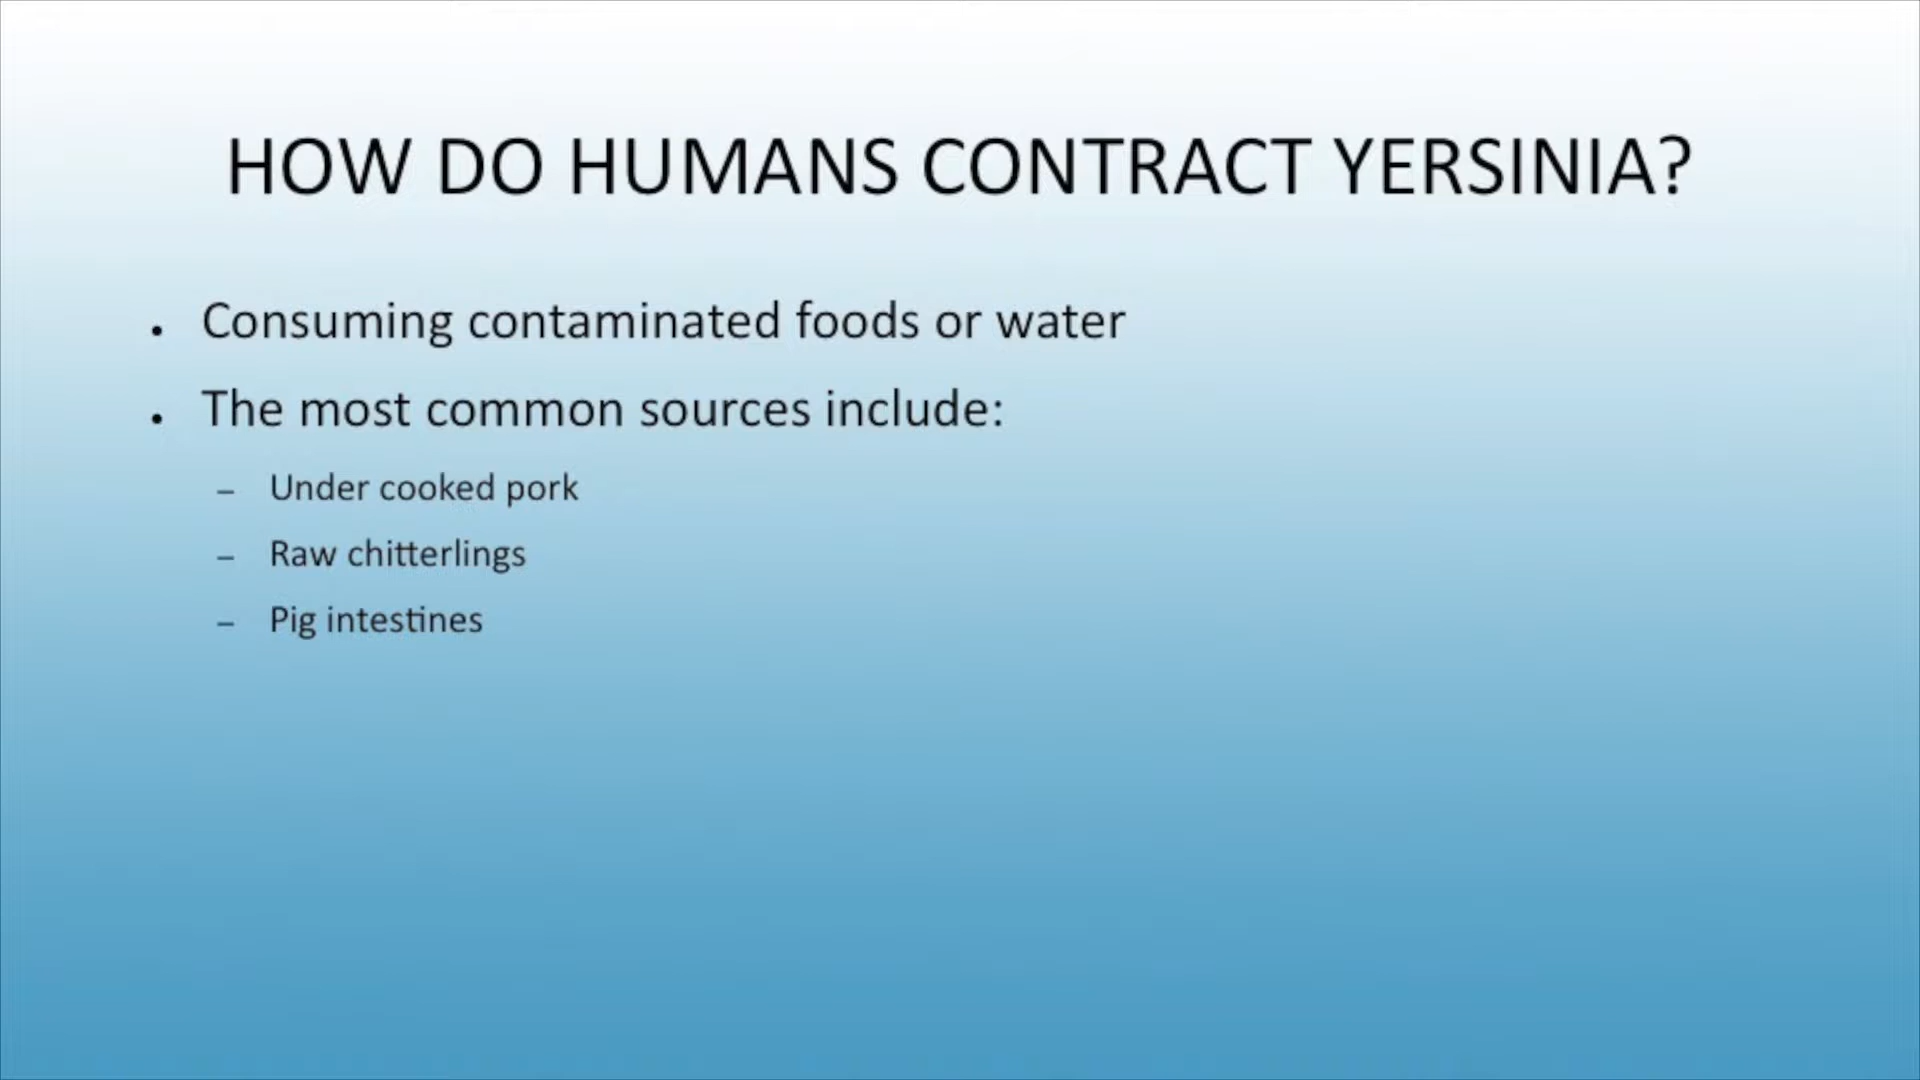 HOW DO HUMANS CONTRACT YERSINIA?
• Consuming contaminated foods or water
• The most common sources include:
– Under cooked pork
– Raw chitterlings
– Pig intestines